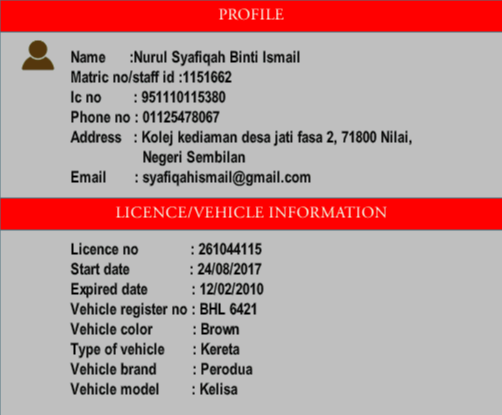 PROFILE
Name :Nurul Syafiqah Binti Ismail
Matric no/staff id :1151662
Ic no : 951110115380
Phone no : 01125478067
Address : Kolej kediaman desa jati fasa 2, 71800 Nilai,
Negeri Sembilan
Email : syafiqahismail@gmail.com
LICENCE/VEHICLE INFORMATION
Licence no : 261044115
Start date : 24/08/2017
Expired date : 12/02/2010
Vehicle register no : BHL 6421
Vehicle color : Brown
Type of vehicle : Kereta
Vehicle brand : Perodua
Vehicle model : Kelisa